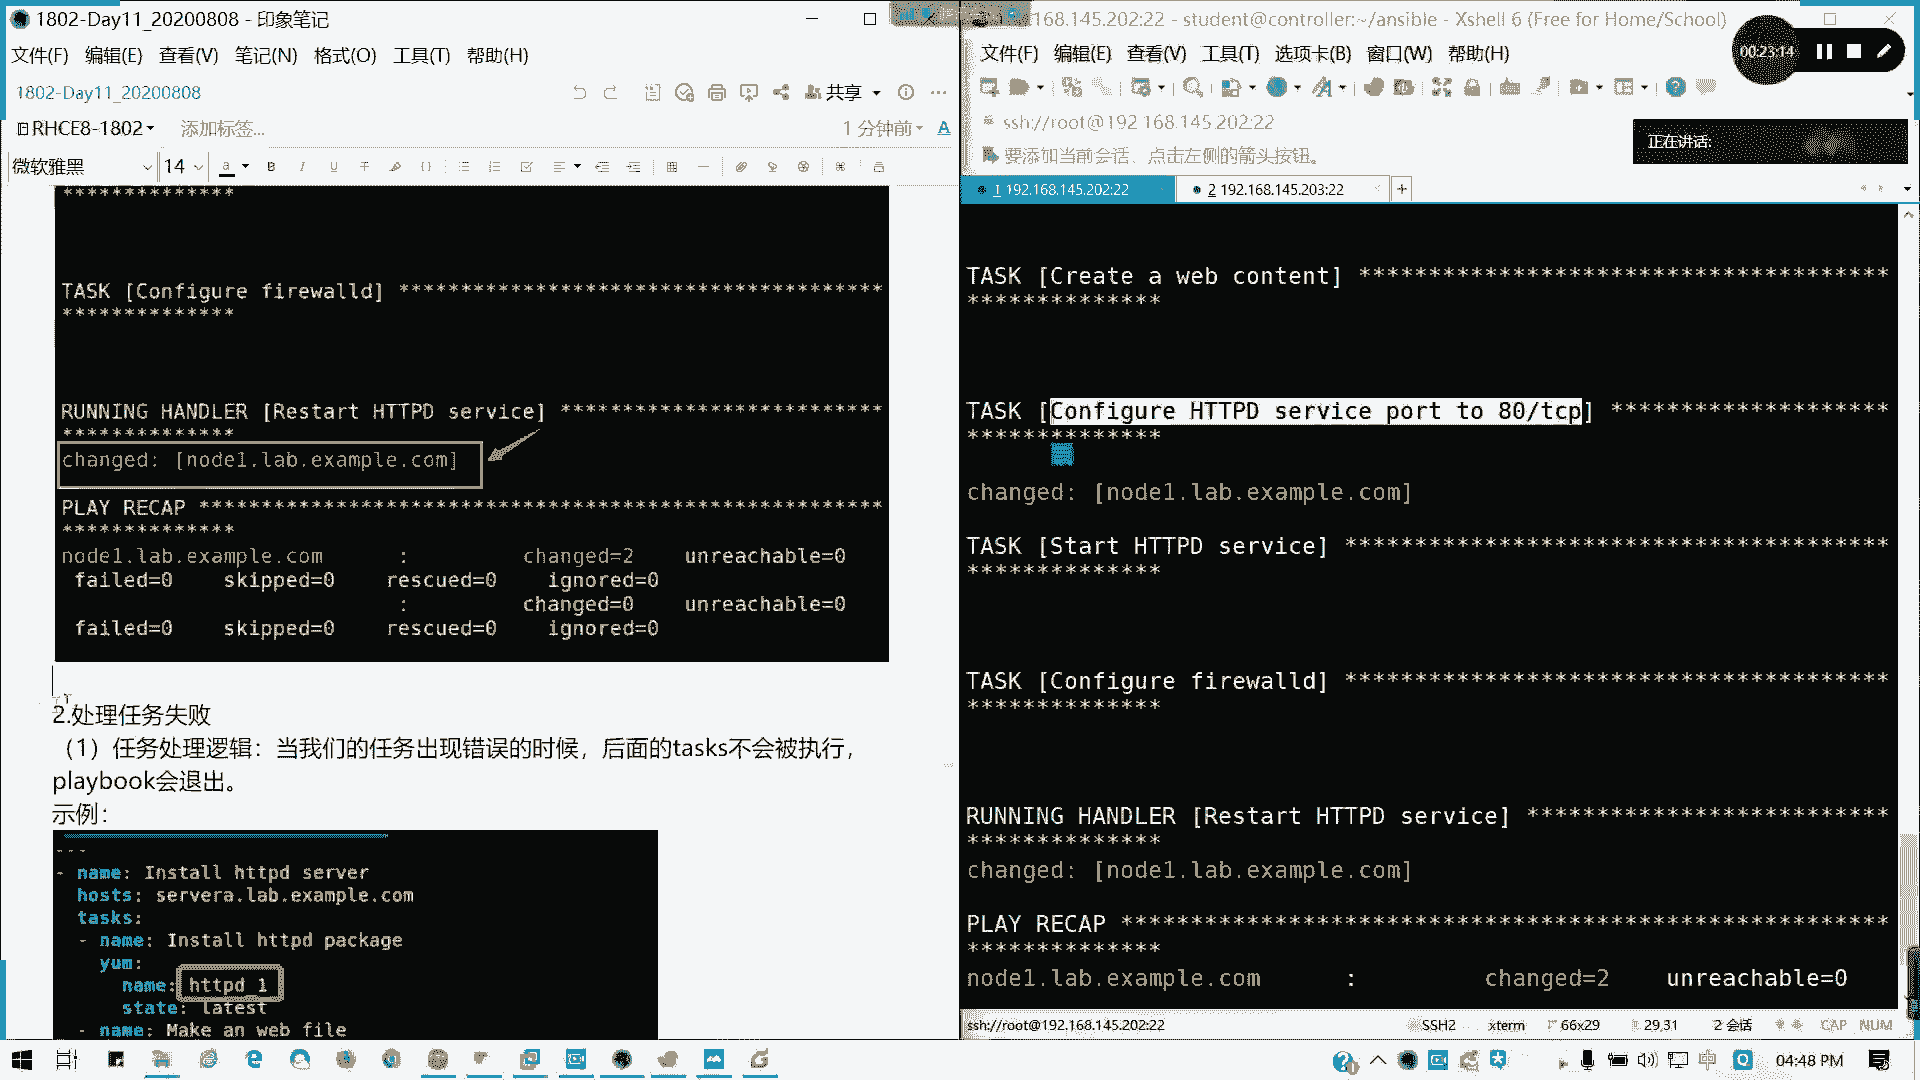 1802-Day11_20200808 - 印象笔记
文件(F) 编辑(E) 查看(V) 笔记(N) 格式(O) 工具(T) 帮助(H)
1802-Day11_20200808
共享
RHCE8-1802
添加标签...
1 分钟前
微软雅黑
14
**************
TASK [Configure firewalld] ***************************************
**************
RUNNING HANDLER [Restart HTTPD service] **************************
**************
changed: [node1.lab.example.com]
PLAY RECAP *******************************************************
**************
node1.lab.example.com : changed=2 unreachable=0
failed=0 skipped=0 rescued=0 ignored=0
: changed=0 unreachable=0
failed=0 skipped=0 rescued=0 ignored=0
2.处理任务失败
（1）任务处理逻辑：当我们的任务出现错误的时候，后面的tasks不会被执行，
playbook会退出。
示例：
---
- name: Install httpd server
hosts: servera.lab.example.com
tasks:
- name: Install httpd package
yum:
name: httpd 1
state: latest
- name: Make an web file
168.145.202:22 - student@controller:~/ansible - Xshell 6 (Free for Home/School)
00:23:14
文件(F) 编辑(E) 查看(V) 工具(T) 选项卡(B) 窗口(W) 帮助(H)
ssh://root@192.168.145.202:22
正在讲话:
要添加当前会话，点击左侧的箭头按钮。
1 192.168.145.202:22
2 192.168.145.203:22
TASK [Create a web content] **************************************
**************
TASK [Configure HTTPD service port to 80/tcp] ********************
**************
changed: [node1.lab.example.com]
TASK [Start HTTPD service] ***************************************
**************
TASK [Configure firewalld] ***************************************
**************
RUNNING HANDLER [Restart HTTPD service] **************************
**************
changed: [node1.lab.example.com]
PLAY RECAP *******************************************************
**************
node1.lab.example.com : changed=2 unreachable=0
ssh://root@192.168.145.202:22
SSH2
xterm
66x29
29,31
2 会话
CAP
NUM
中
04:48 PM